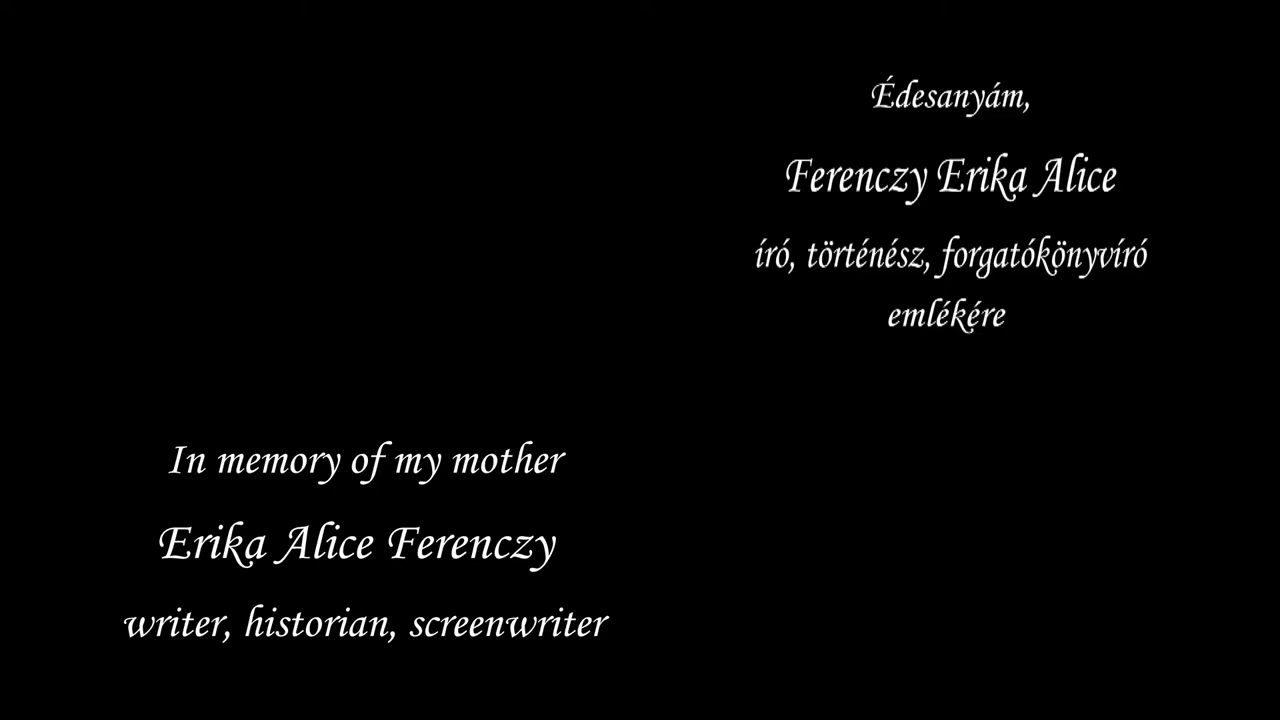 Édesanyám,
Ferenczy Erika Alice
író, történész, forgatókönyvíró
emlékére
In memory of my mother
Erika Alice Ferenczy
writer, historian, screenwriter